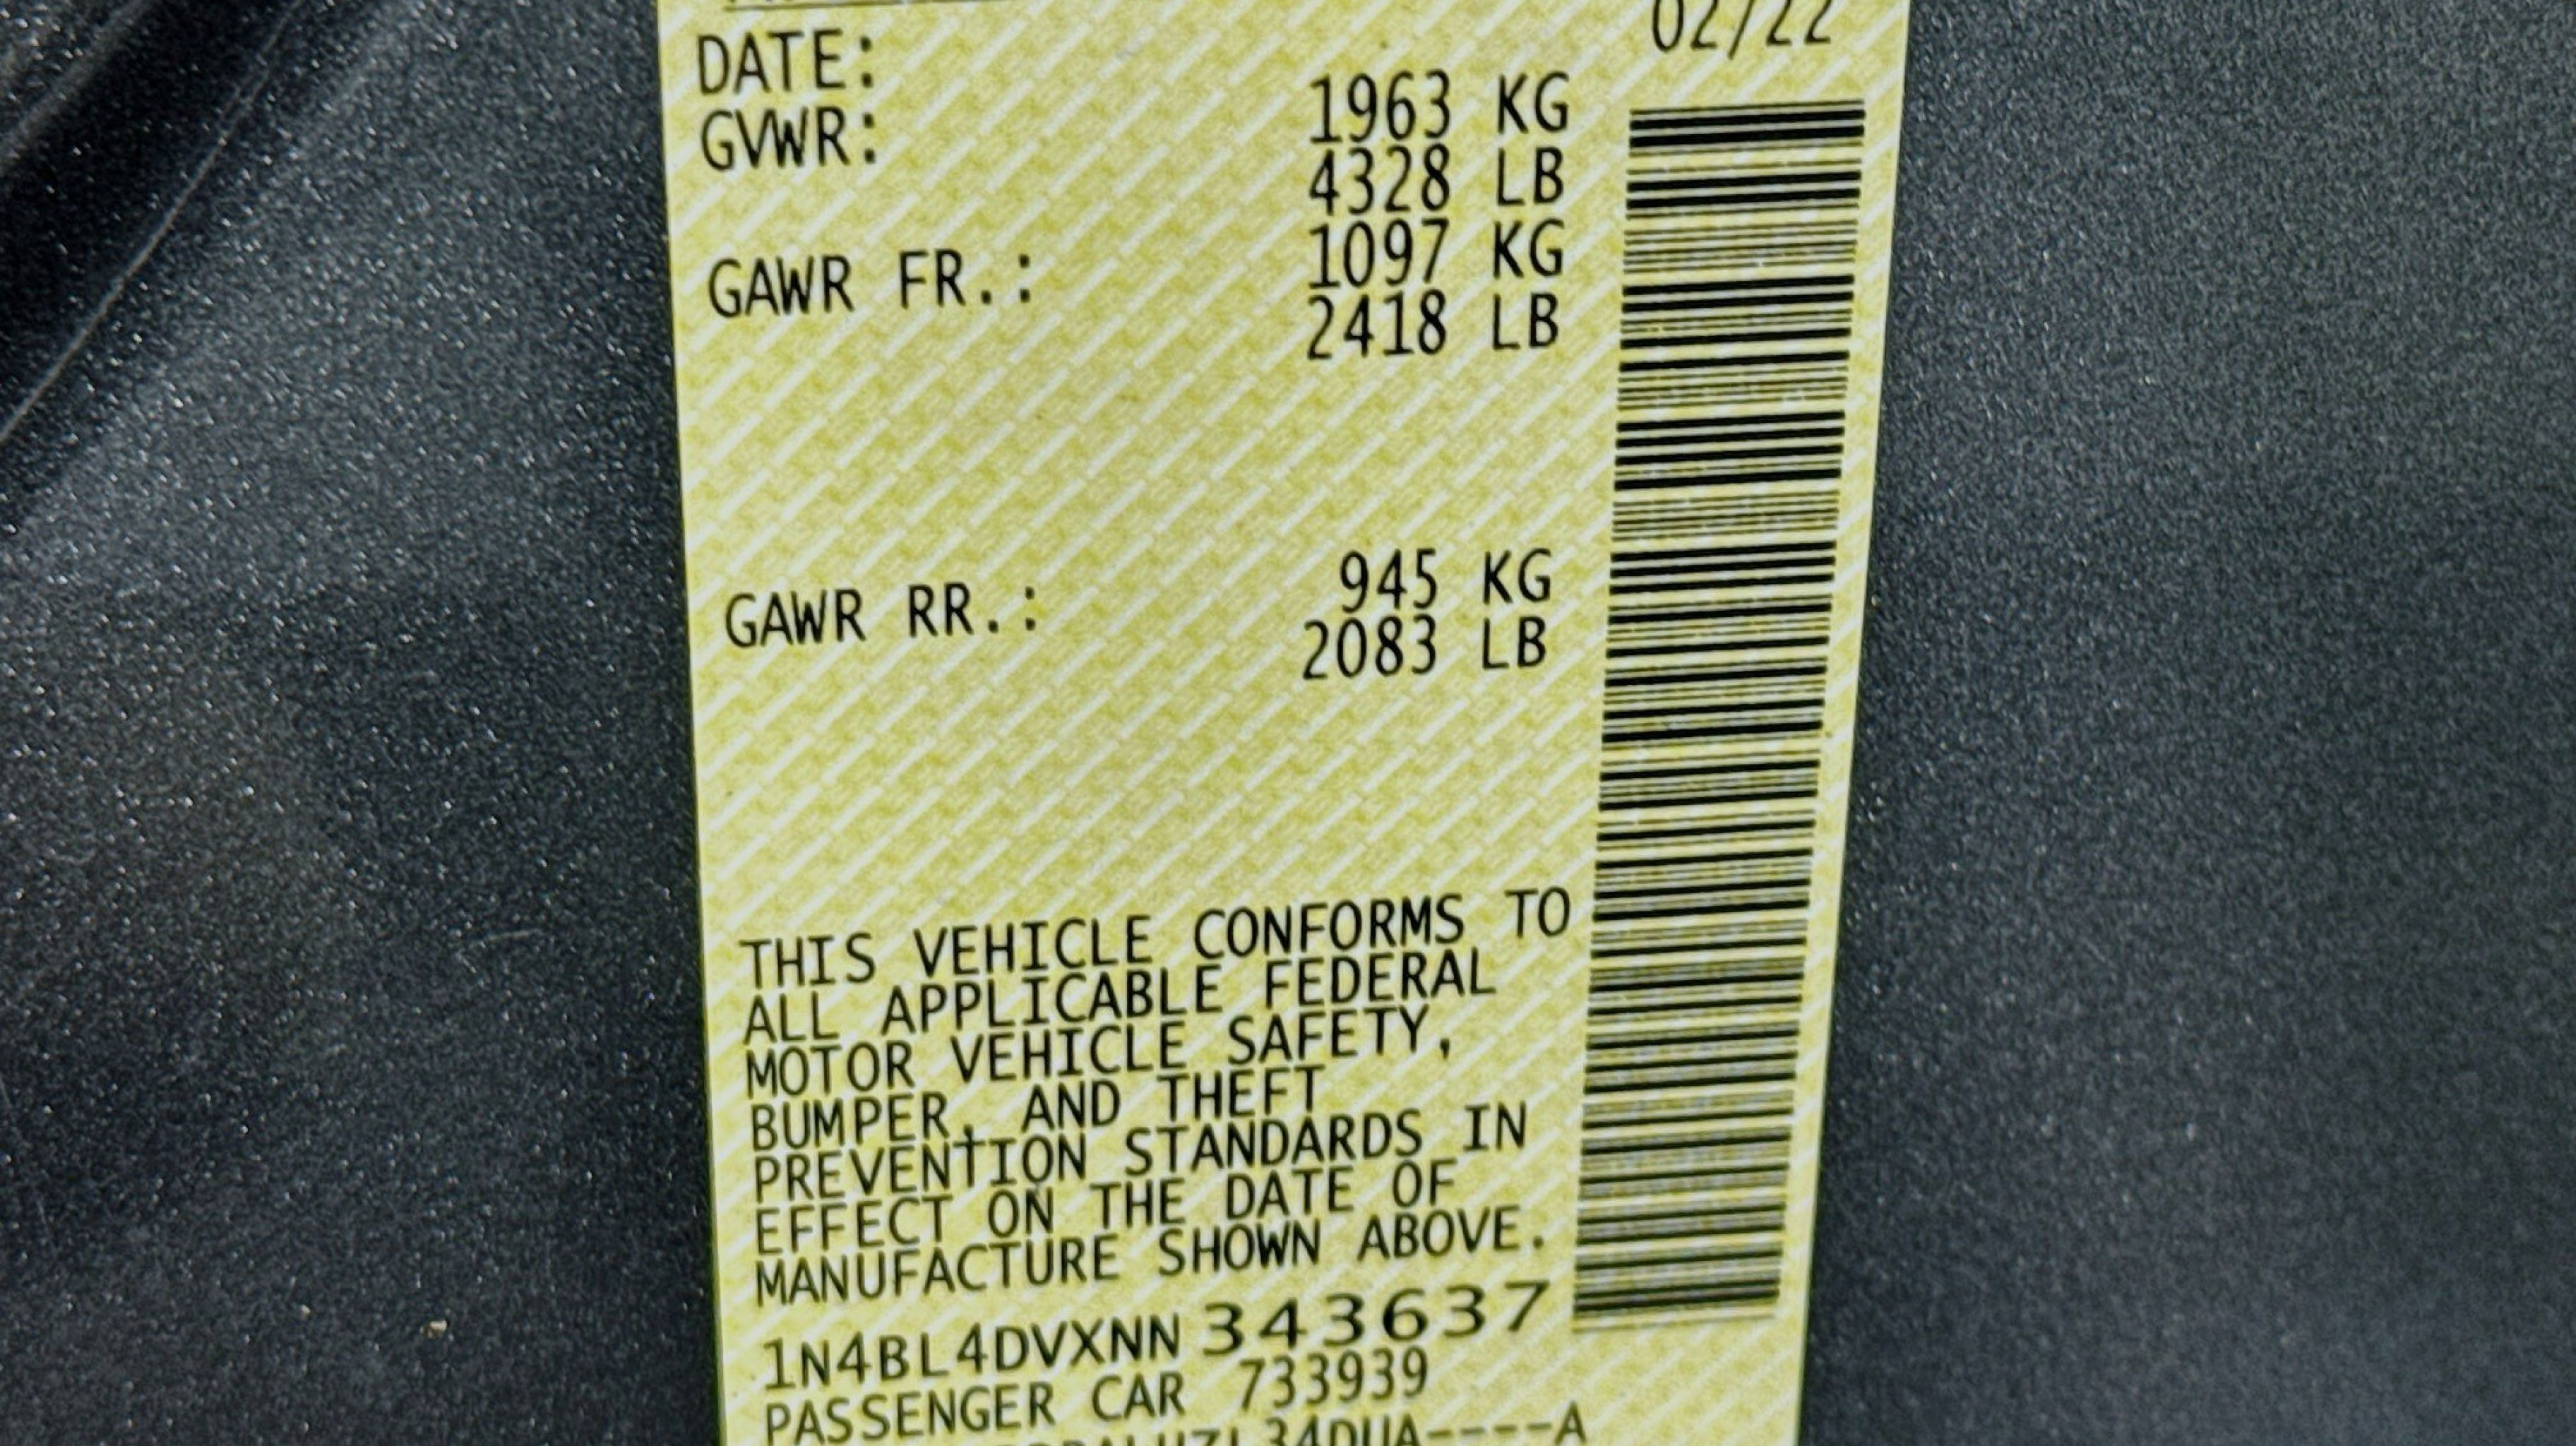 DATE: 02/22
GVWR: 1963 KG
4328 LB
GAWR FR.: 1097 KG
2418 LB
GAWR RR.: 945 KG
2083 LB
THIS VEHICLE CONFORMS TO
ALL APPLICABLE FEDERAL
MOTOR VEHICLE SAFETY,
BUMPER, AND THEFT
PREVENTION STANDARDS IN
EFFECT ON THE DATE OF
MANUFACTURE SHOWN ABOVE.
1N4BL4DVXNN343637
PASSENGER CAR 733939